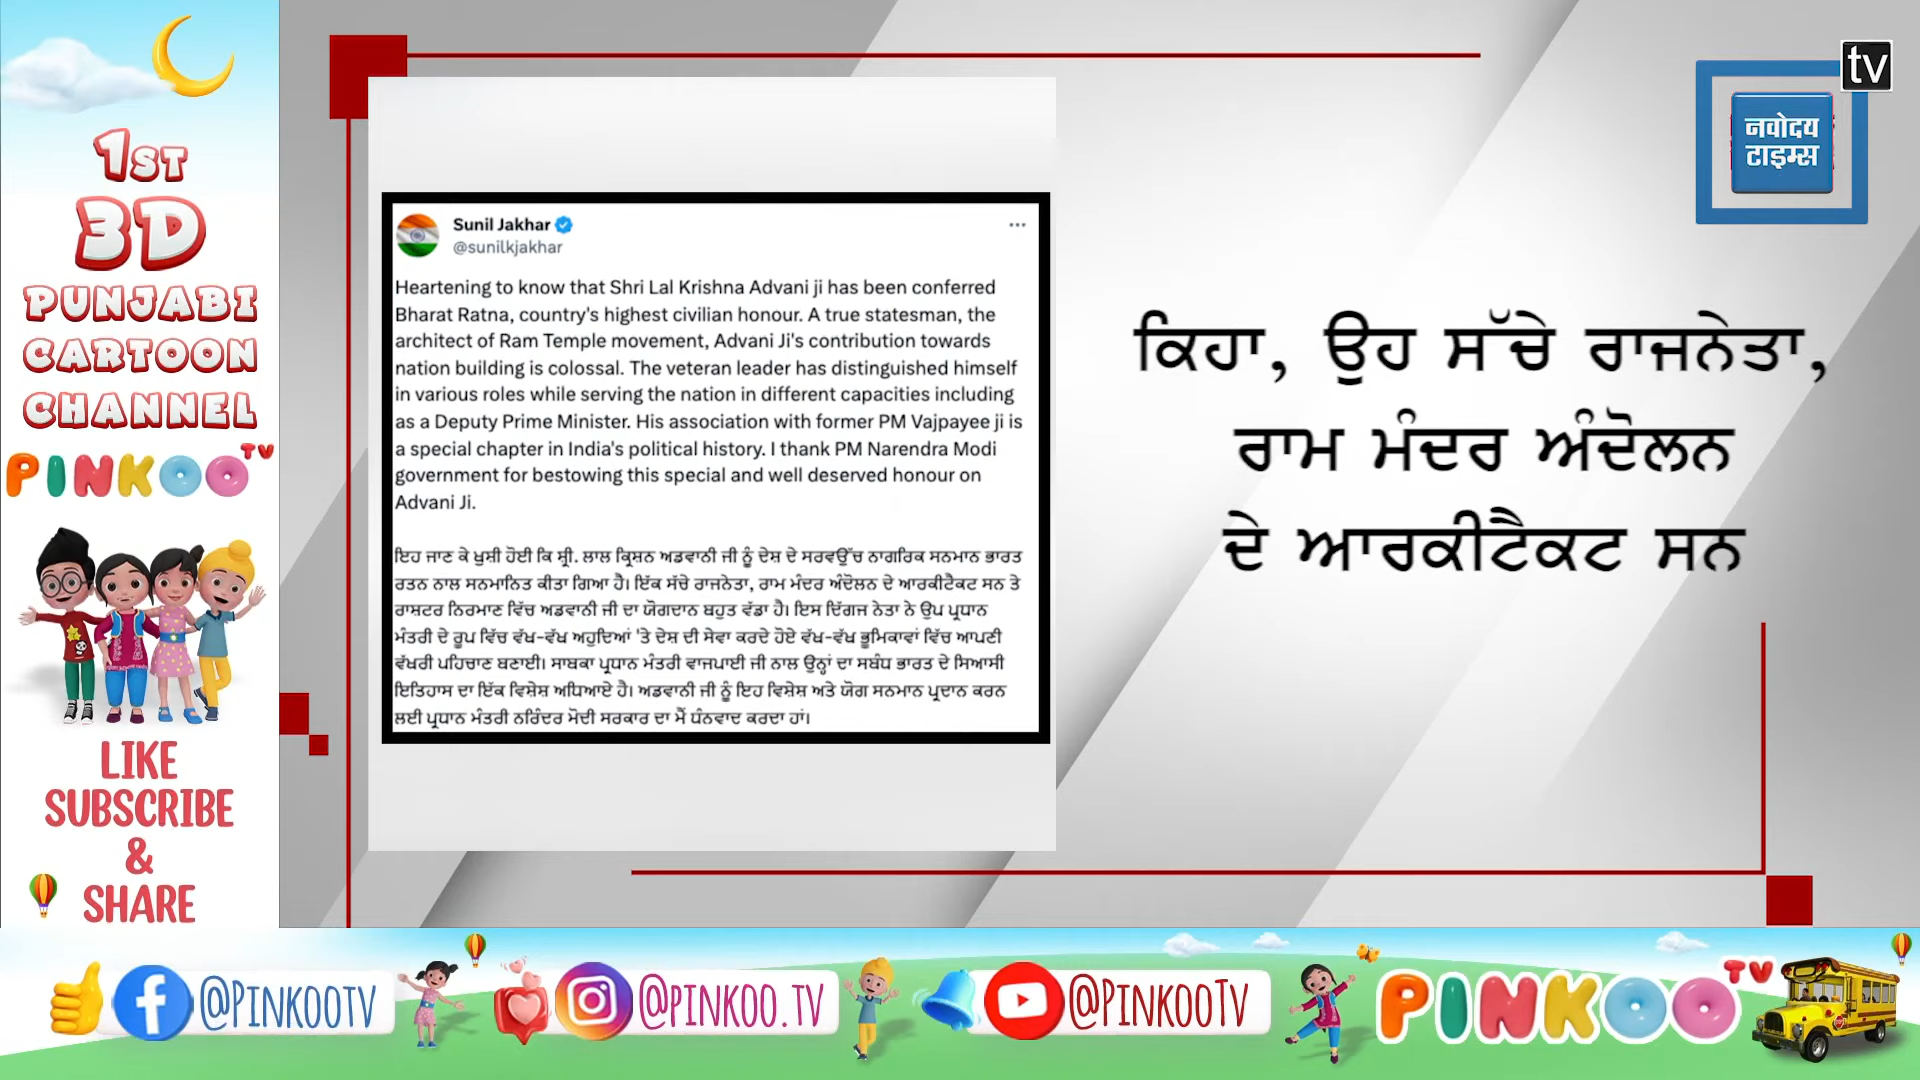 1ST
3D
PUNJABI
CARTOON
CHANNEL
PINKOO TV
LIKE
SUBSCRIBE
&
SHARE
Sunil Jakhar
@sunilkjakhar
Heartening to know that Shri Lal Krishna Advani ji has been conferred
Bharat Ratna, country's highest civilian honour. A true statesman, the
architect of Ram Temple movement, Advani Ji's contribution towards
nation building is colossal. The veteran leader has distinguished himself
in various roles while serving the nation in different capacities including
as a Deputy Prime Minister. His association with former PM Vajpayee ji is
a special chapter in India's political history. I thank PM Narendra Modi
government for bestowing this special and well deserved honour on
Advani Ji.
ਇਹ ਜਾਣ ਕੇ ਖੁਸ਼ੀ ਹੋਈ ਕਿ ਸ਼੍ਰੀ. ਲਾਲ ਕ੍ਰਿਸ਼ਨ ਅਡਵਾਨੀ ਜੀ ਨੂੰ ਦੇਸ਼ ਦੇ ਸਰਵਉੱਚ ਨਾਗਰਿਕ ਸਨਮਾਨ ਭਾਰਤ
ਰਤਨ ਨਾਲ ਸਨਮਾਨਿਤ ਕੀਤਾ ਗਿਆ ਹੈ। ਇੱਕ ਸੱਚੇ ਰਾਜਨੇਤਾ, ਰਾਮ ਮੰਦਰ ਅੰਦੋਲਨ ਦੇ ਆਰਕੀਟੈਕਟ ਸਨ ਤੇ
ਰਾਸ਼ਟਰ ਨਿਰਮਾਣ ਵਿੱਚ ਅਡਵਾਨੀ ਜੀ ਦਾ ਯੋਗਦਾਨ ਬਹੁਤ ਵੱਡਾ ਹੈ। ਇਸ ਦਿੱਗਜ ਨੇਤਾ ਨੇ ਉਪ ਪ੍ਰਧਾਨ
ਮੰਤਰੀ ਦੇ ਰੂਪ ਵਿੱਚ ਵੱਖ-ਵੱਖ ਅਹੁਦਿਆਂ 'ਤੇ ਦੇਸ਼ ਦੀ ਸੇਵਾ ਕਰਦੇ ਹੋਏ ਵੱਖ-ਵੱਖ ਭੂਮਿਕਾਵਾਂ ਵਿੱਚ ਆਪਣੀ
ਵੱਖਰੀ ਪਹਿਚਾਣ ਬਣਾਈ। ਸਾਬਕਾ ਪ੍ਰਧਾਨ ਮੰਤਰੀ ਵਾਜਪਾਈ ਜੀ ਨਾਲ ਉਨ੍ਹਾਂ ਦਾ ਸਬੰਧ ਭਾਰਤ ਦੇ ਸਿਆਸੀ
ਇਤਿਹਾਸ ਦਾ ਇੱਕ ਵਿਸ਼ੇਸ਼ ਅਧਿਆਏ ਹੈ। ਅਡਵਾਨੀ ਜੀ ਨੂੰ ਇਹ ਵਿਸ਼ੇਸ਼ ਅਤੇ ਯੋਗ ਸਨਮਾਨ ਪ੍ਰਦਾਨ ਕਰਨ
ਲਈ ਪ੍ਰਧਾਨ ਮੰਤਰੀ ਨਰਿੰਦਰ ਮੋਦੀ ਸਰਕਾਰ ਦਾ ਮੈਂ ਧੰਨਵਾਦ ਕਰਦਾ ਹਾਂ।
tv
नवोदय
टाइम्स
ਕਿਹਾ, ਉਹ ਸੱਚੇ ਰਾਜਨੇਤਾ,
ਰਾਮ ਮੰਦਰ ਅੰਦੋਲਨ
ਦੇ ਆਰਕੀਟੈਕਟ ਸਨ
@PINKOOTV
@PINKOO.TV
@PINKOOTV
PINKOO TV